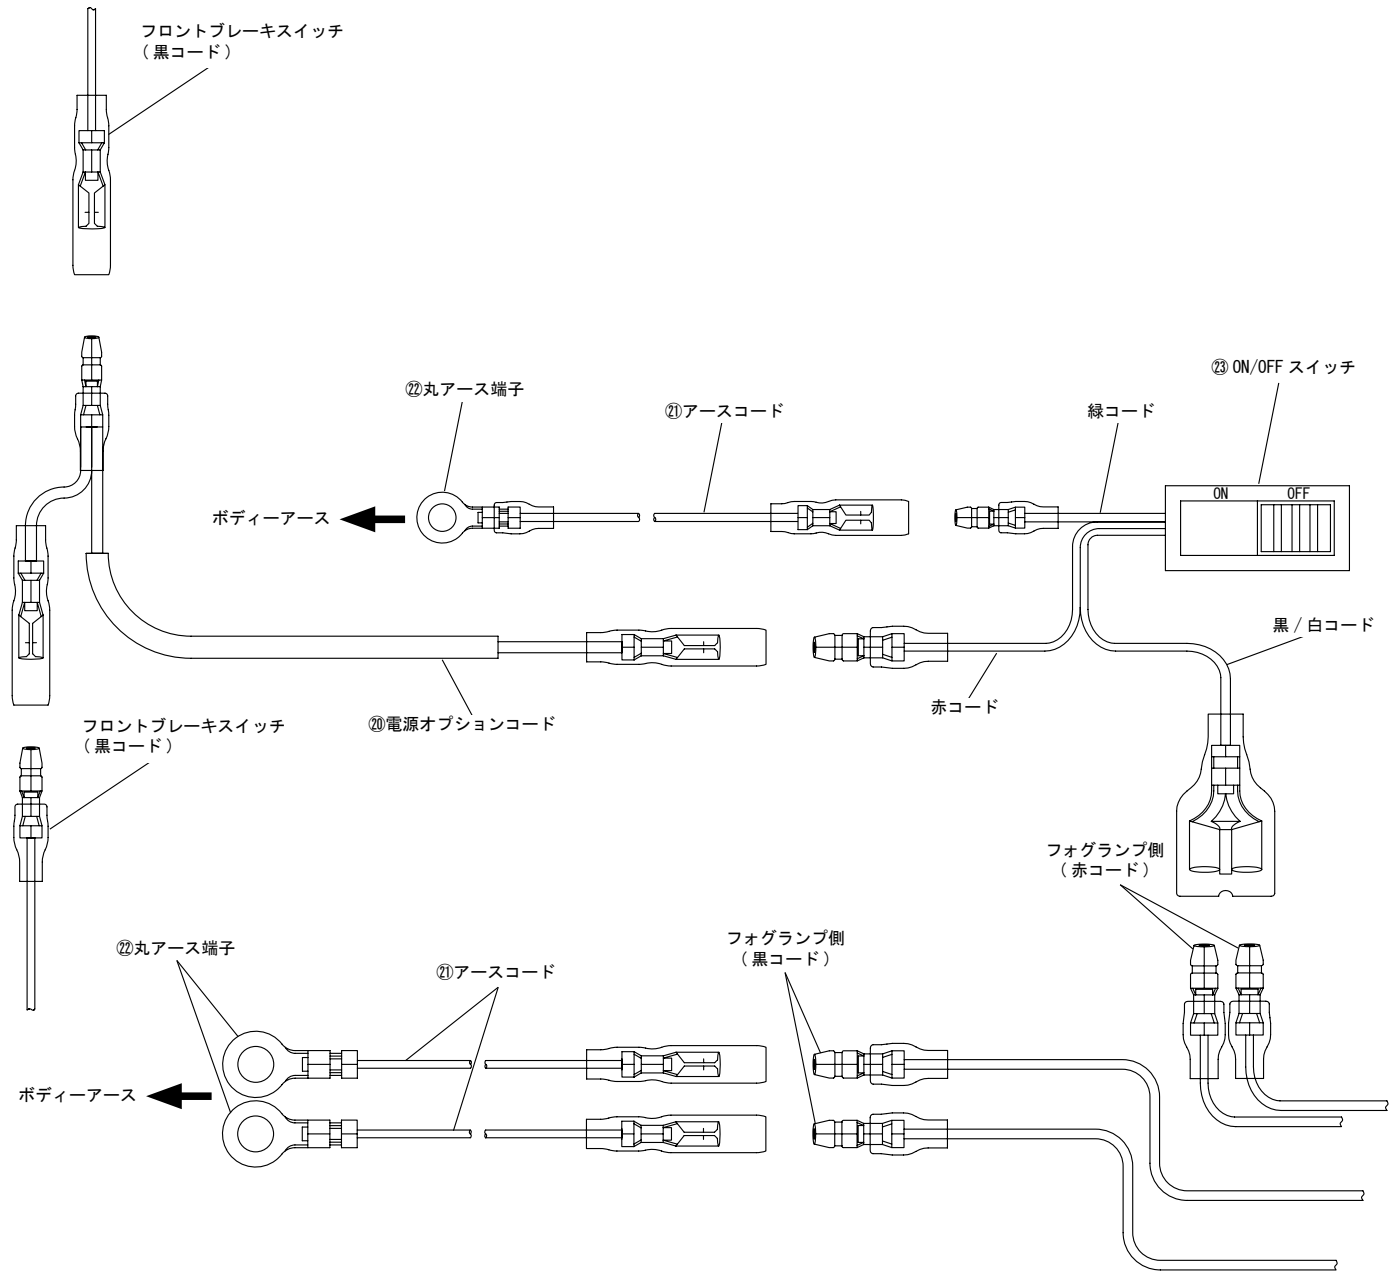 フロントブレーキスイッチ
(黒コード)
㉓ ON/OFF スイッチ
㉒丸アース端子
㉑アースコード
緑コード
ON OFF
ボディーアース
黒 / 白コード
赤コード
⑳電源オプションコード
フロントブレーキスイッチ
(黒コード)
フォグランプ側
(赤コード)
フォグランプ側
(黒コード)
㉒丸アース端子
㉑アースコード
ボディーアース